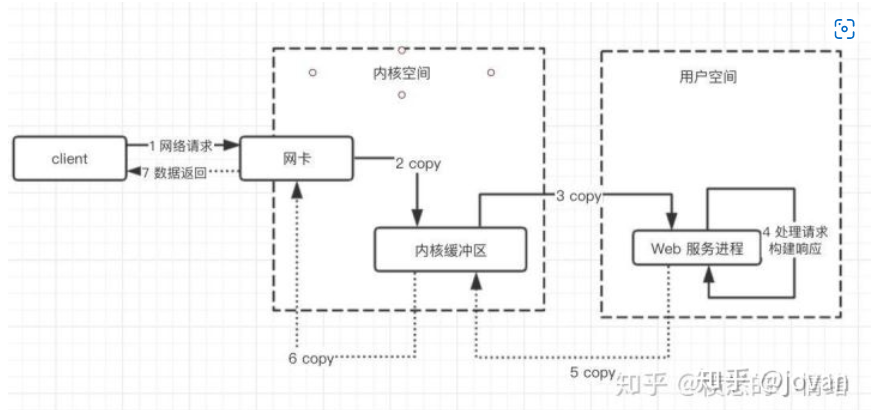 内核空间
用户空间
client
1 网络请求
7 数据返回
网卡
2 copy
3 copy
内核缓冲区
Web 服务进程
4 处理请求
构建响应
6 copy
5 copy
知乎 @jovan